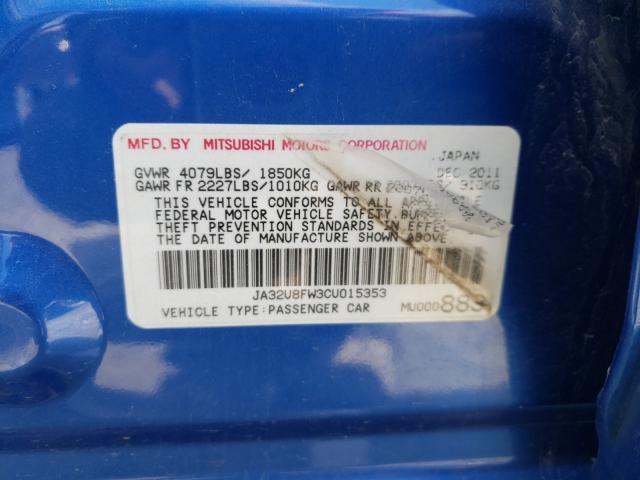 MFD. BY MITSUBISHI MOTORS CORPORATION
JAPAN
GVWR 4079LBS/ 1850KG DEC 2011
GAWR FR 2227LBS/1010KG GAWR RR 910KG
THIS VEHICLE CONFORMS TO ALL
FEDERAL MOTOR VEHICLE SAFETY,
THEFT PREVENTION STANDARDS IN EFFECT
THE DATE OF MANUFACTURE SHOWN ABOVE
JA32U8FW3CU015353
VEHICLE TYPE:PASSENGER CAR MU000883